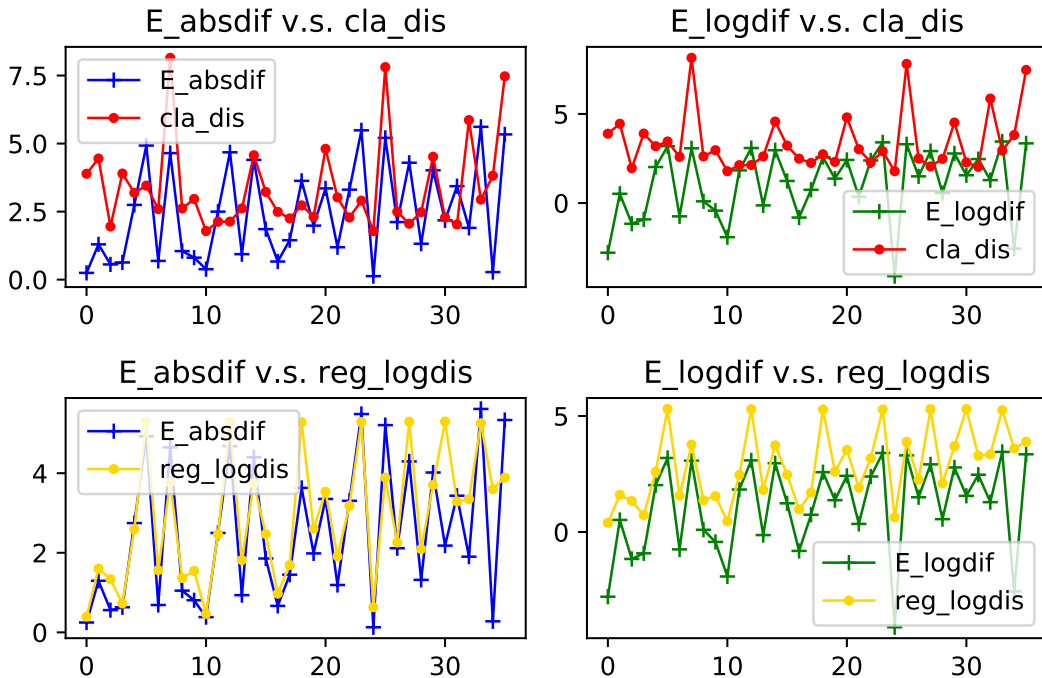 E_absdif v.s. cla_dis
7.5
5.0
2.5
0.0
E_absdif
cla_dis
0 10 20 30
E_logdif v.s. cla_dis
5
0
E_logdif
cla_dis
0 10 20 30
E_absdif v.s. reg_logdis
4
2
0
E_absdif
reg_logdis
0 10 20 30
E_logdif v.s. reg_logdis
5
0
E_logdif
reg_logdis
0 10 20 30